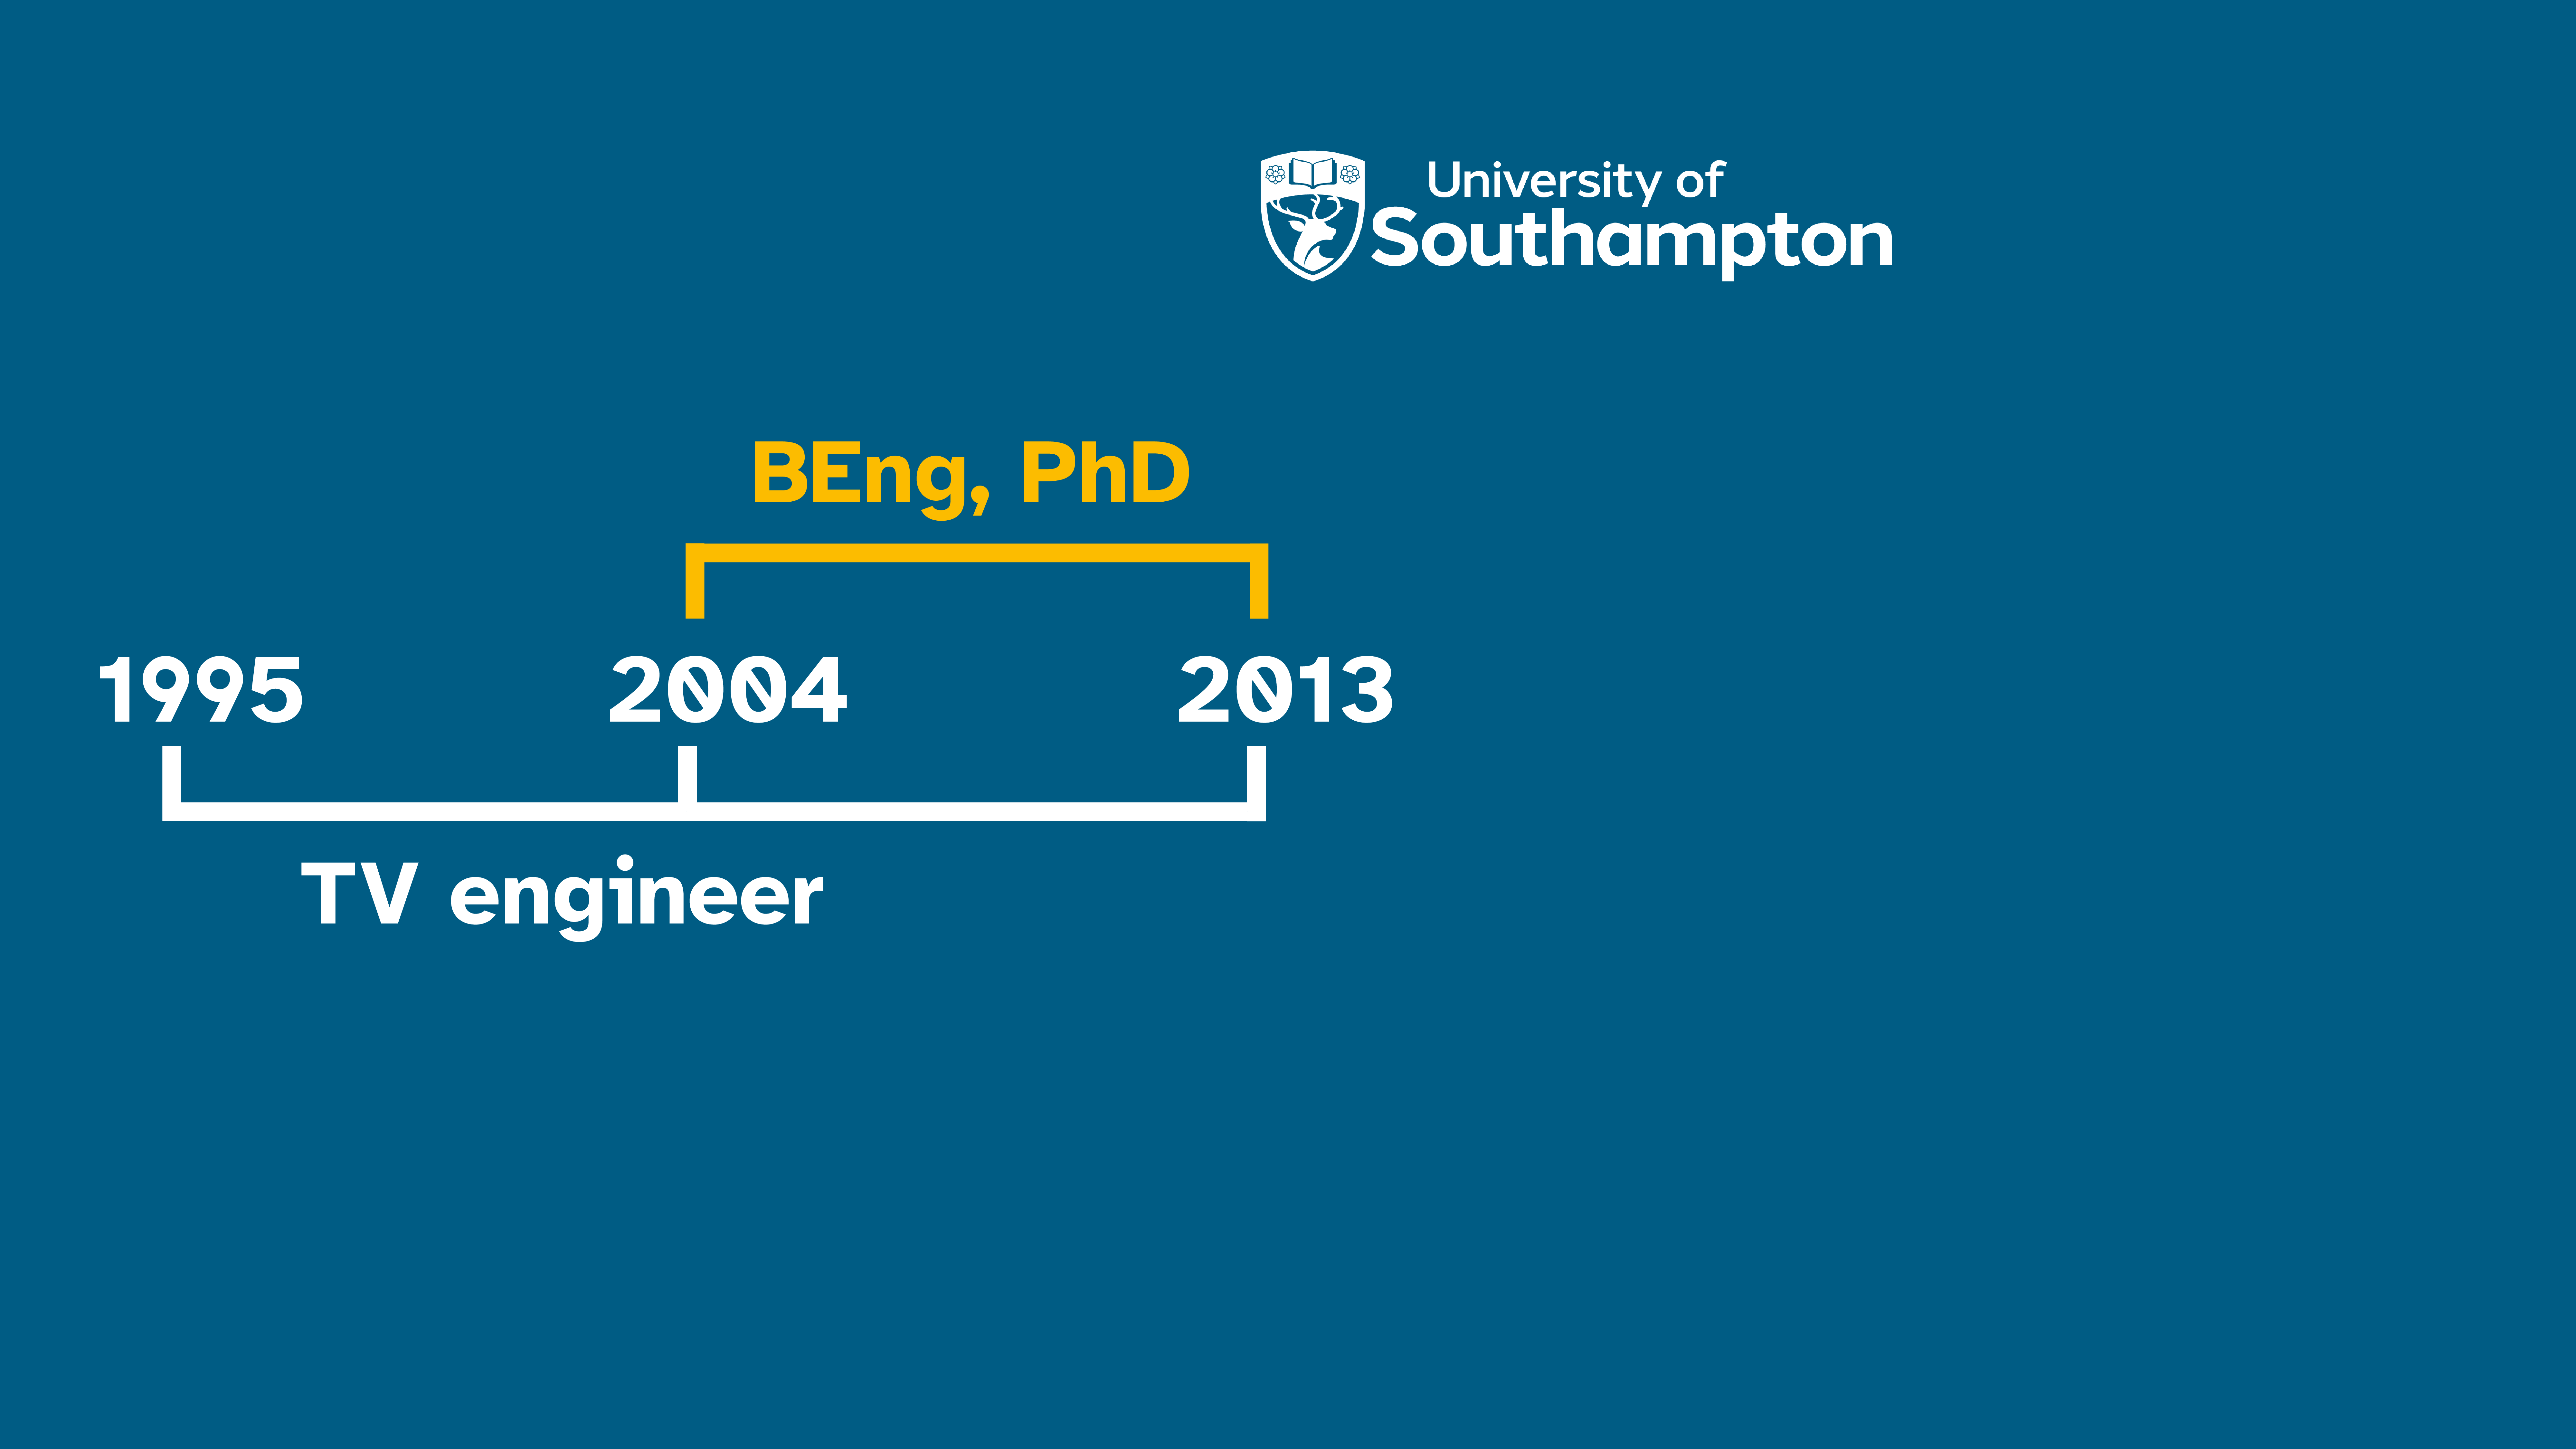 University of
Southampton
BEng, PhD
1995 2004 2013
TV engineer